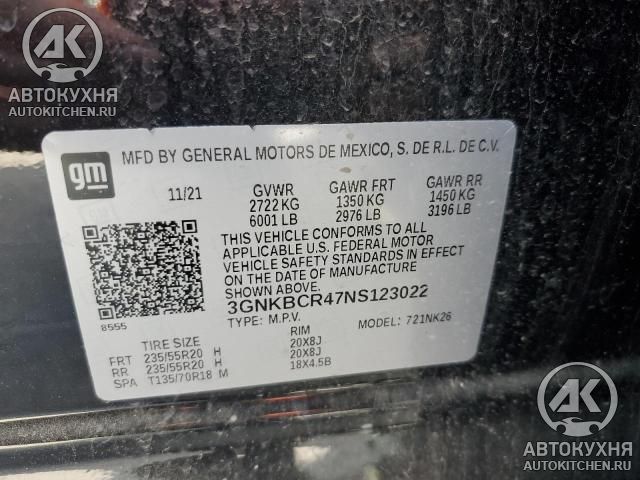 AK
АВТОКУХНЯ
AUTOKITCHEN.RU
gm
MFD BY GENERAL MOTORS DE MEXICO, S. DE R.L. DE C.V.
11/21 GVWR GAWR FRT GAWR RR
2722 KG 1350 KG 1450 KG
6001 LB 2976 LB 3196 LB
THIS VEHICLE CONFORMS TO ALL
APPLICABLE U.S. FEDERAL MOTOR
VEHICLE SAFETY STANDARDS IN EFFECT
ON THE DATE OF MANUFACTURE
SHOWN ABOVE.
3GNKBCR47NS123022
8555
TYPE: M.P.V. MODEL: 721NK26
TIRE SIZE RIM
FRT 235/55R20 H 20X8J
RR 235/55R20 H 20X8J
SPA T135/70R18 M 18X4.5B
AK
АВТОКУХНЯ
AUTOKITCHEN.RU